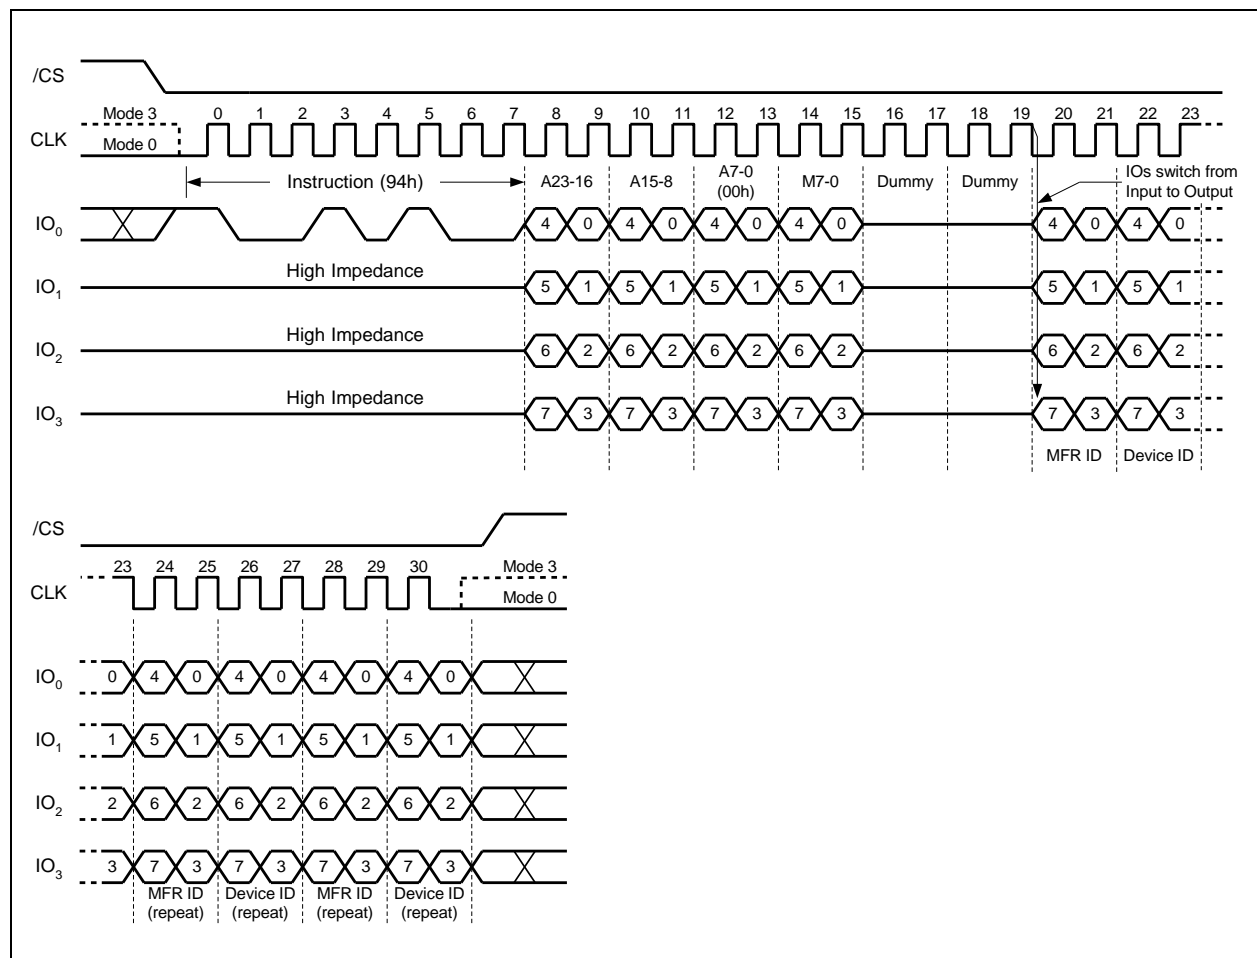 /CS
Mode 3
0 1 2 3 4 5 6 7 8 9 10 11 12 13 14 15 16 17 18 19 20 21 22 23
CLK
Mode 0
Instruction (94h)
A23-16
A15-8
A7-0
(00h)
M7-0
Dummy
Dummy
IOs switch from
Input to Output
IO0 4 0 4 0 4 0 4 0 4 0 4 0
High Impedance
IO1 5 1 5 1 5 1 5 1 5 1 5 1
High Impedance
IO2 6 2 6 2 6 2 6 2 6 2 6 2
High Impedance
IO3 7 3 7 3 7 3 7 3 7 3 7 3
MFR ID
Device ID
/CS
23 24 25 26 27 28 29 30
Mode 3
CLK
Mode 0
IO0 0 4 0 4 0 4 0 4 0
IO1 1 5 1 5 1 5 1 5 1
IO2 2 6 2 6 2 6 2 6 2
IO3 3 7 3 7 3 7 3 7 3
MFR ID
(repeat)
Device ID
(repeat)
MFR ID
(repeat)
Device ID
(repeat)